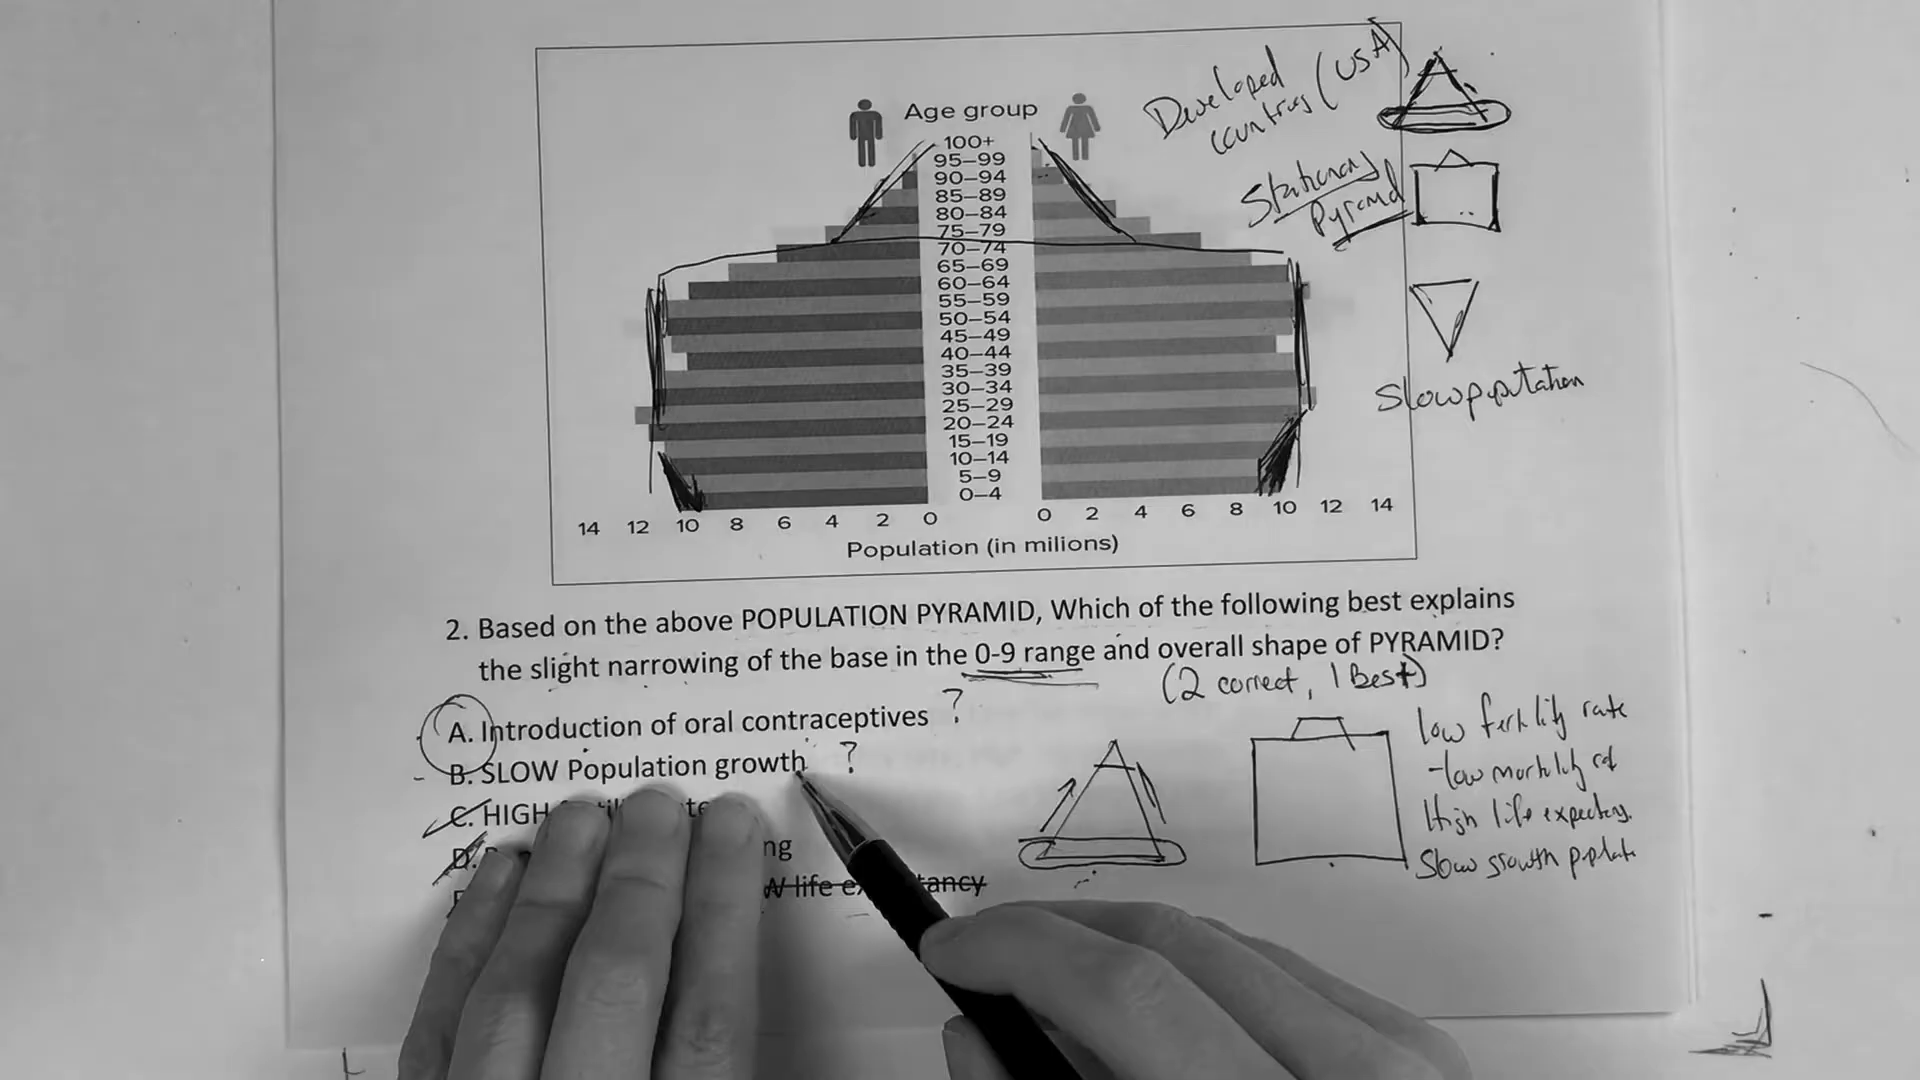 Developed
countries (USA)
Age group
100+
95–99
90–94
85–89
80–84
75–79
70–74
65–69
60–64
55–59
50–54
45–49
40–44
35–39
30–34
25–29
20–24
15–19
10–14
5–9
0–4
Stationary
Pyramid
Slow poputation
14 12 10 8 6 4 2 0 0 2 4 6 8 10 12 14
Population (in milions)
2. Based on the above POPULATION PYRAMID, Which of the following best explains
the slight narrowing of the base in the 0-9 range and overall shape of PYRAMID?
(2 correct, 1 Best)
A. Introduction of oral contraceptives ?
B. SLOW Population growth ?
C. HIGH
D.
ng
life
low fertility rate
-low mortality
High life expectancy.
Slow growth